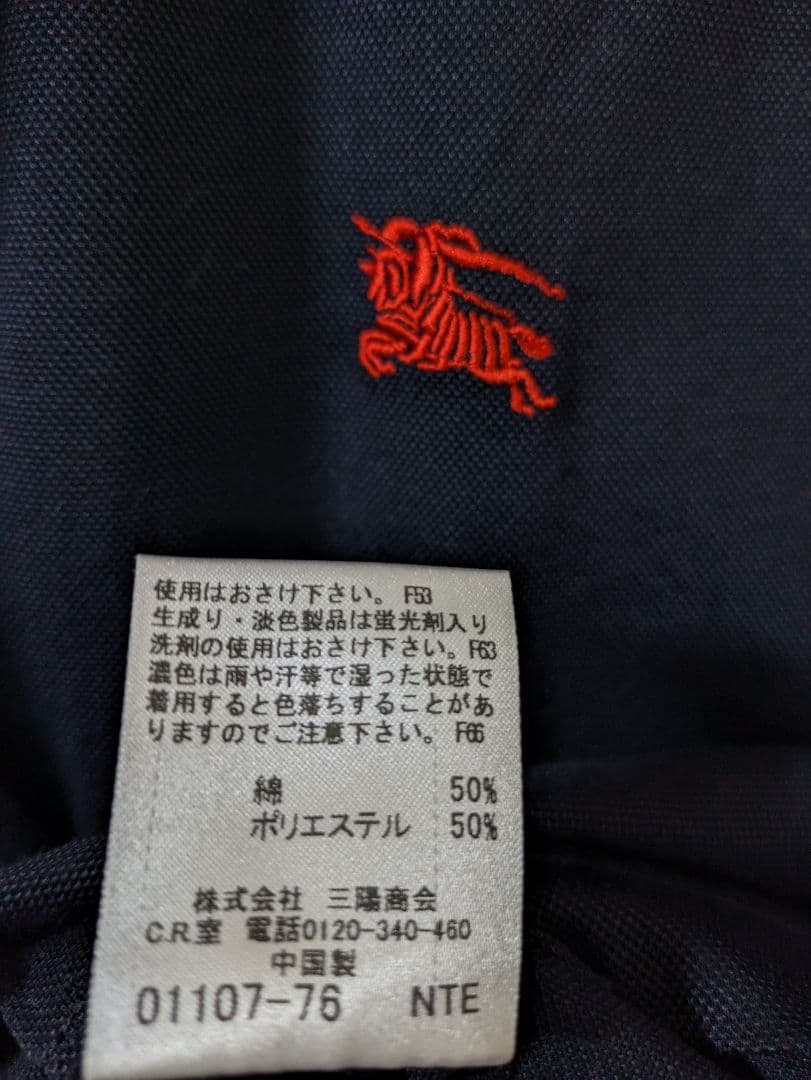 使用はおさけ下さい。 F53
生成り・淡色製品は蛍光剤入り
洗剤の使用はおさけ下さい。F63
濃色は雨や汗等で湿った状態で
着用すると色落ちすることがあ
りますのでご注意下さい。 F66
綿 50%
ポリエステル 50%
株式会社 三陽商会
C.R.室 電話0120-340-460
中国製
01107-76 NTE